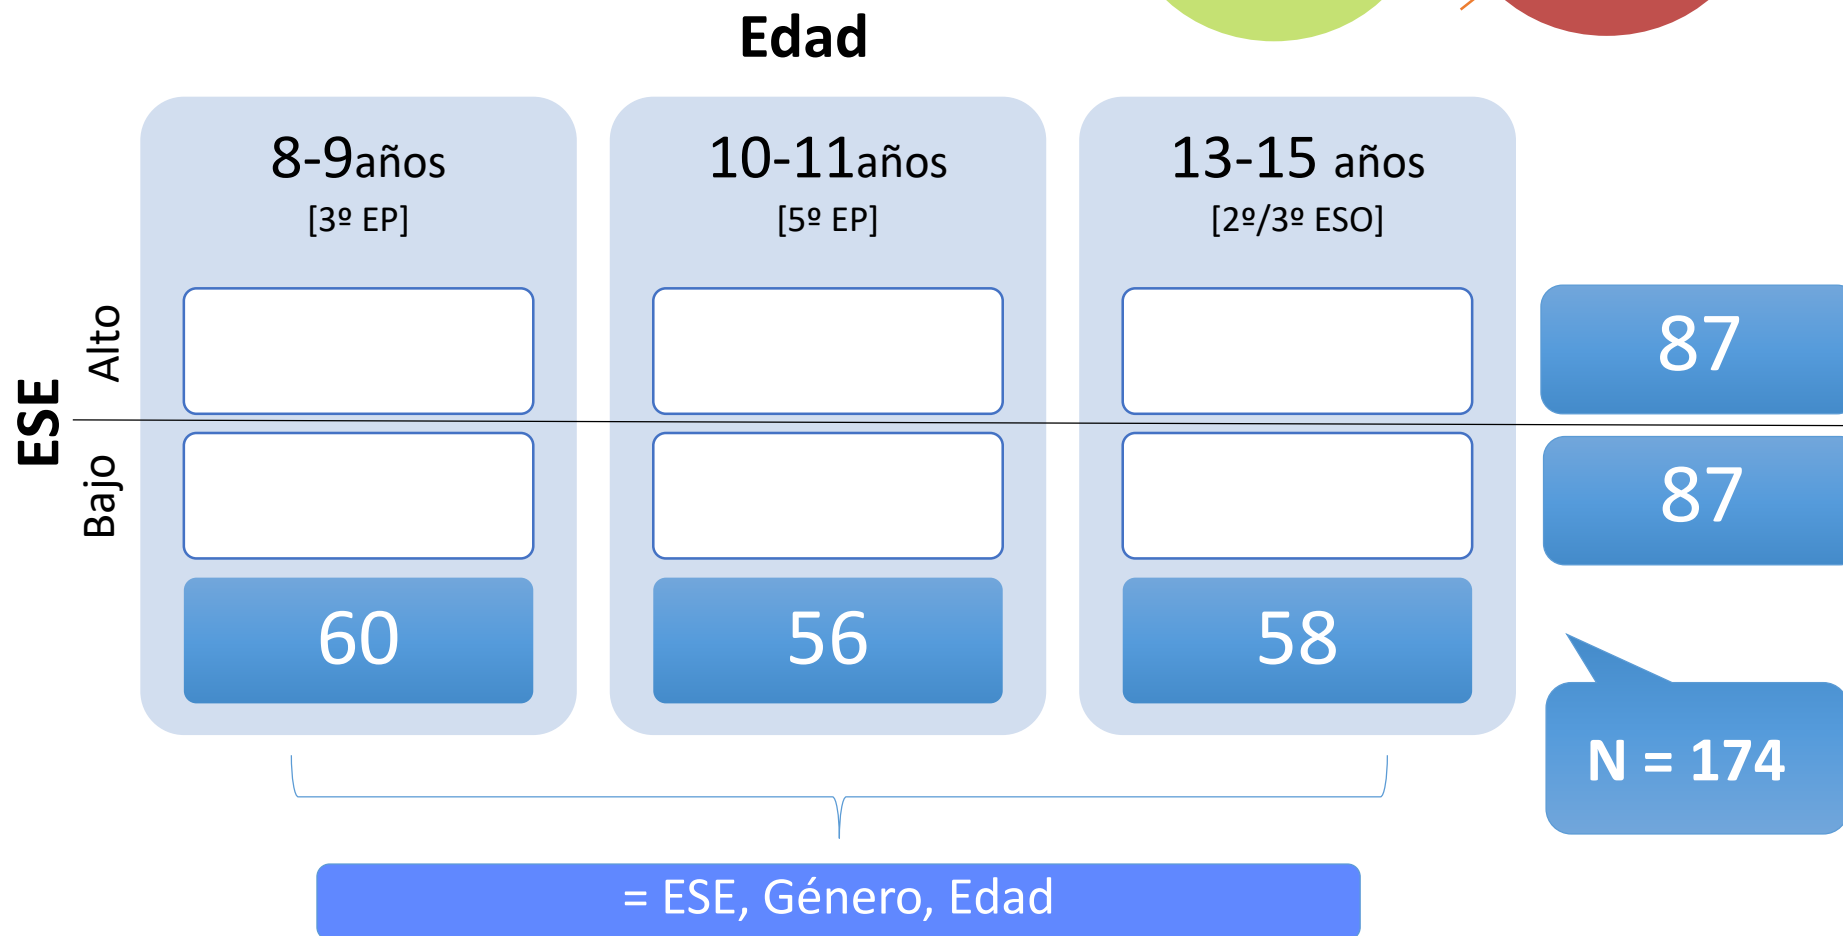 Edad
8-9años
[3º EP]
10-11años
[5º EP]
13-15 años
[2º/3º ESO]
ESE
Alto
87
Bajo
87
60
56
58
N = 174
= ESE, Género, Edad